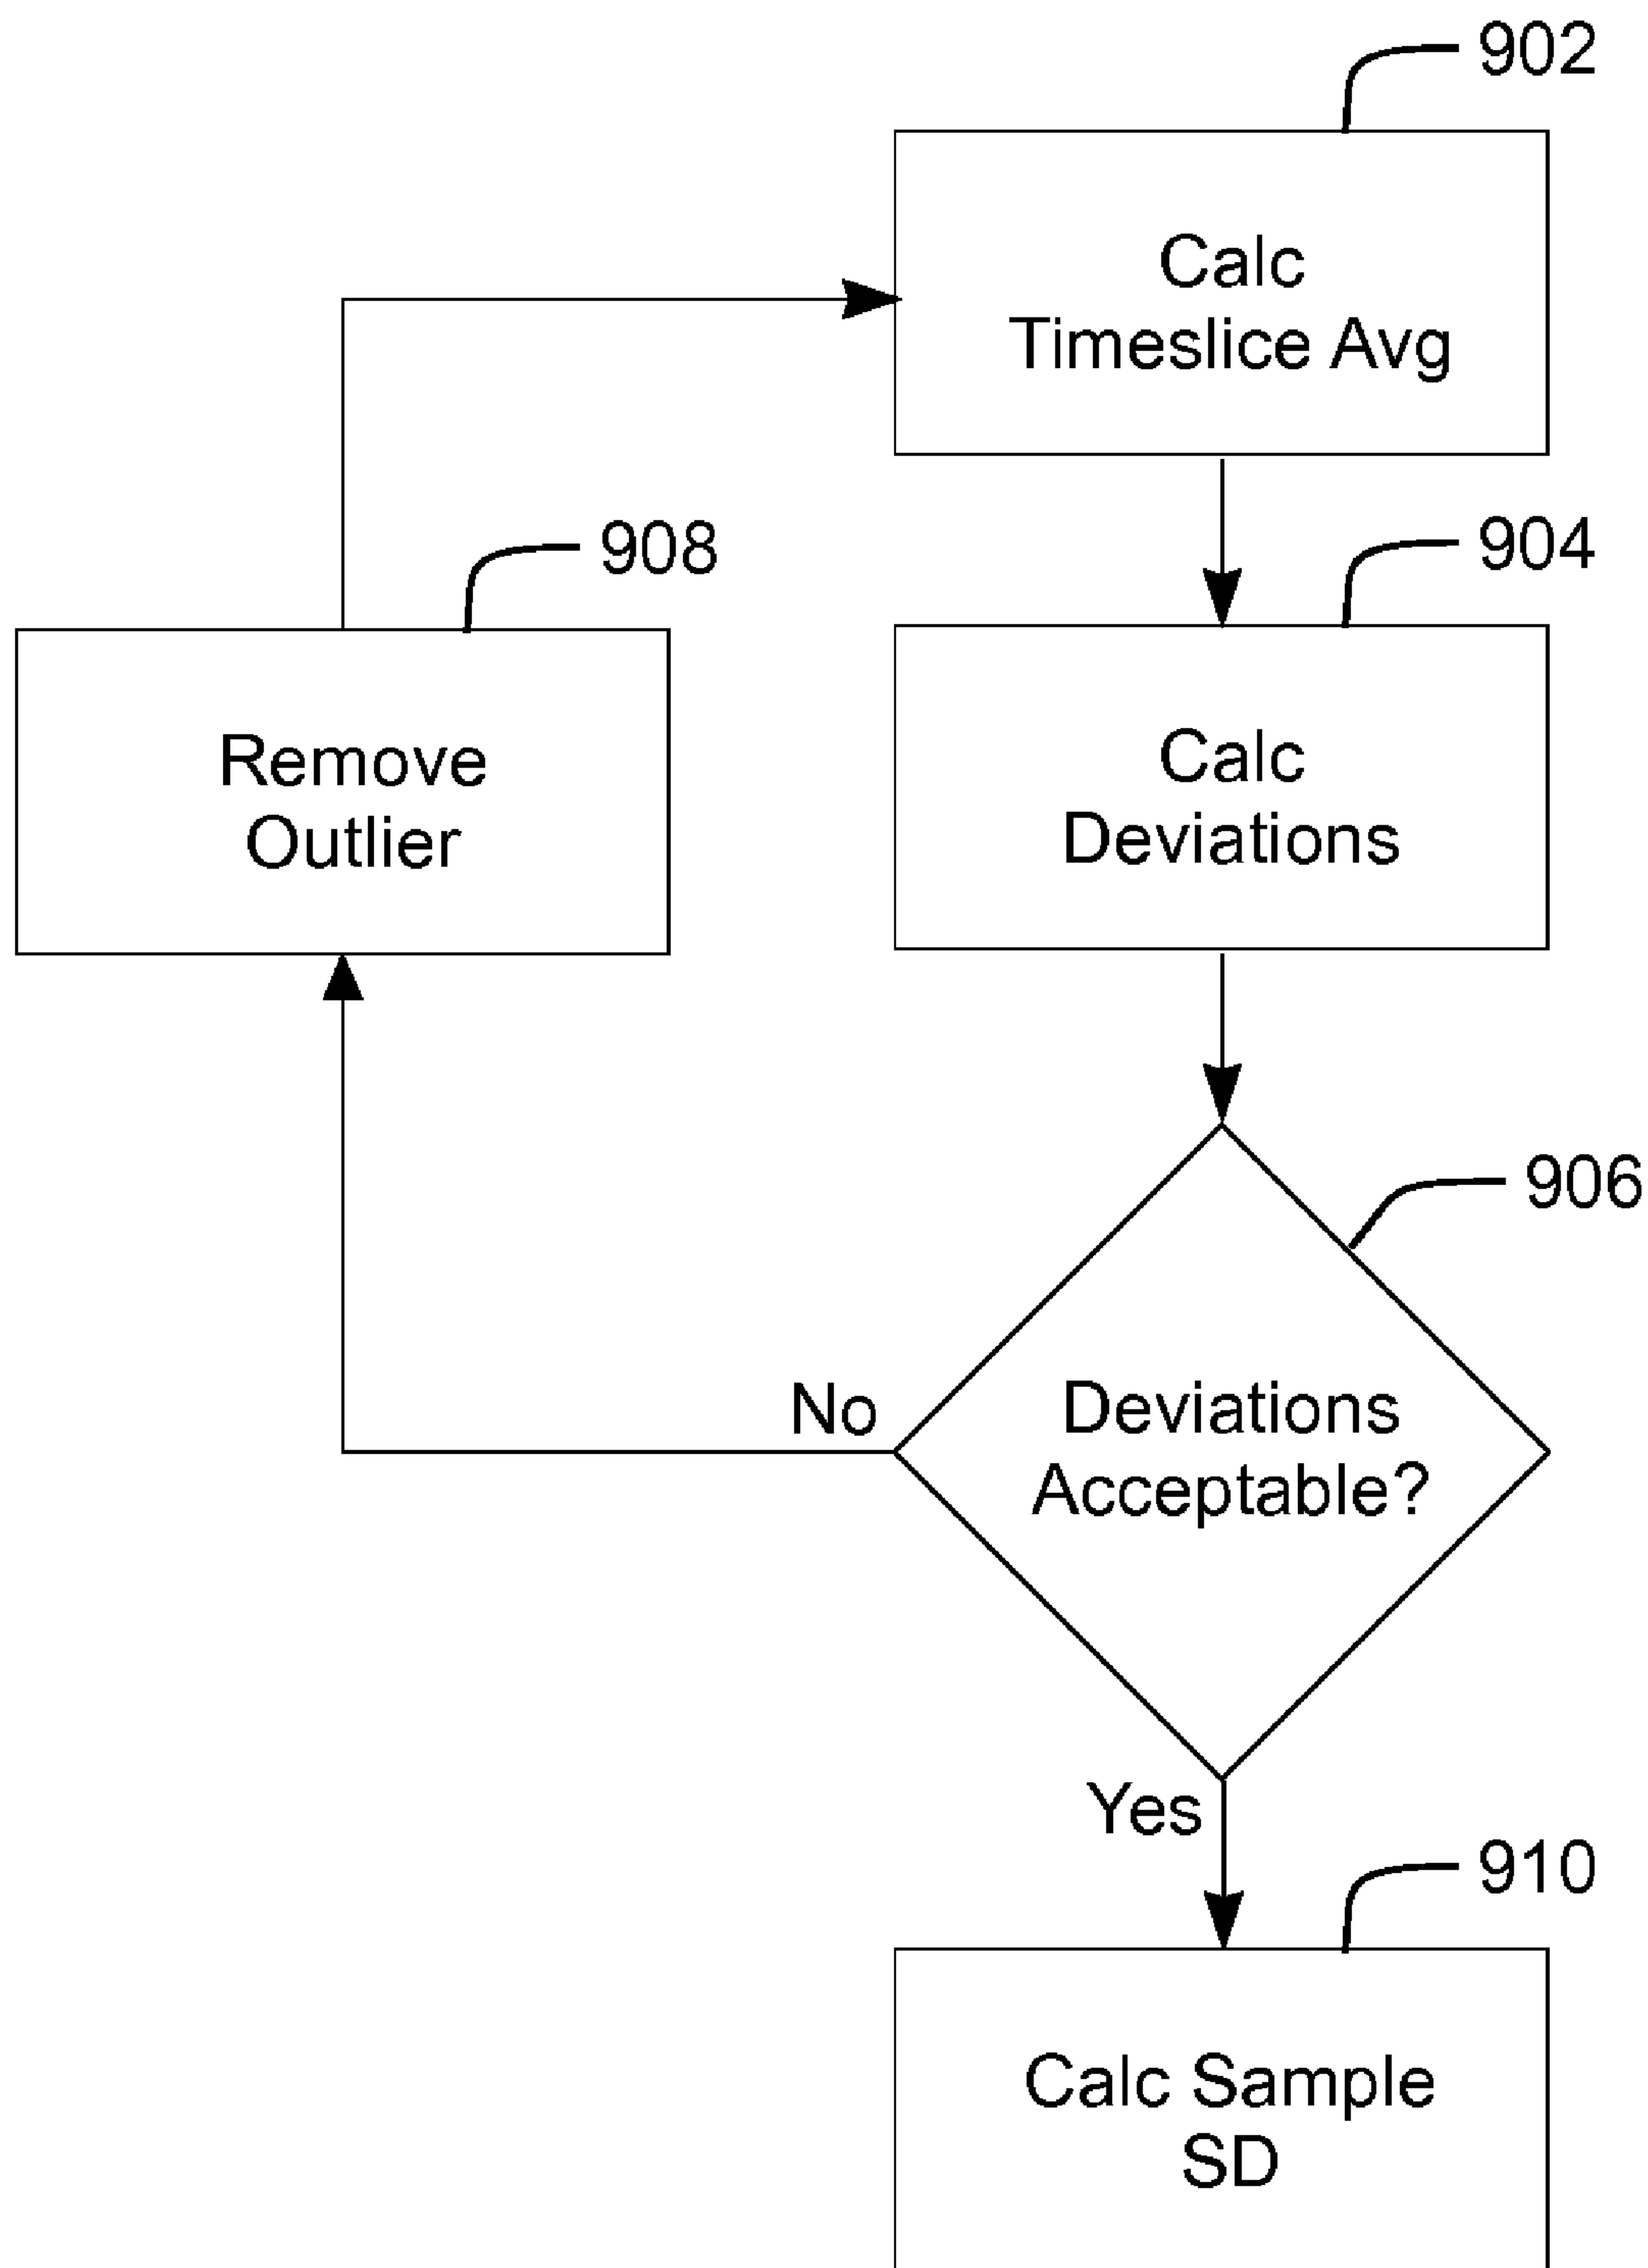 902
Calc
Timeslice Avg
908
Remove
Outlier
904
Calc
Deviations
906
Deviations
Acceptable?
No
Yes
910
Calc Sample
SD